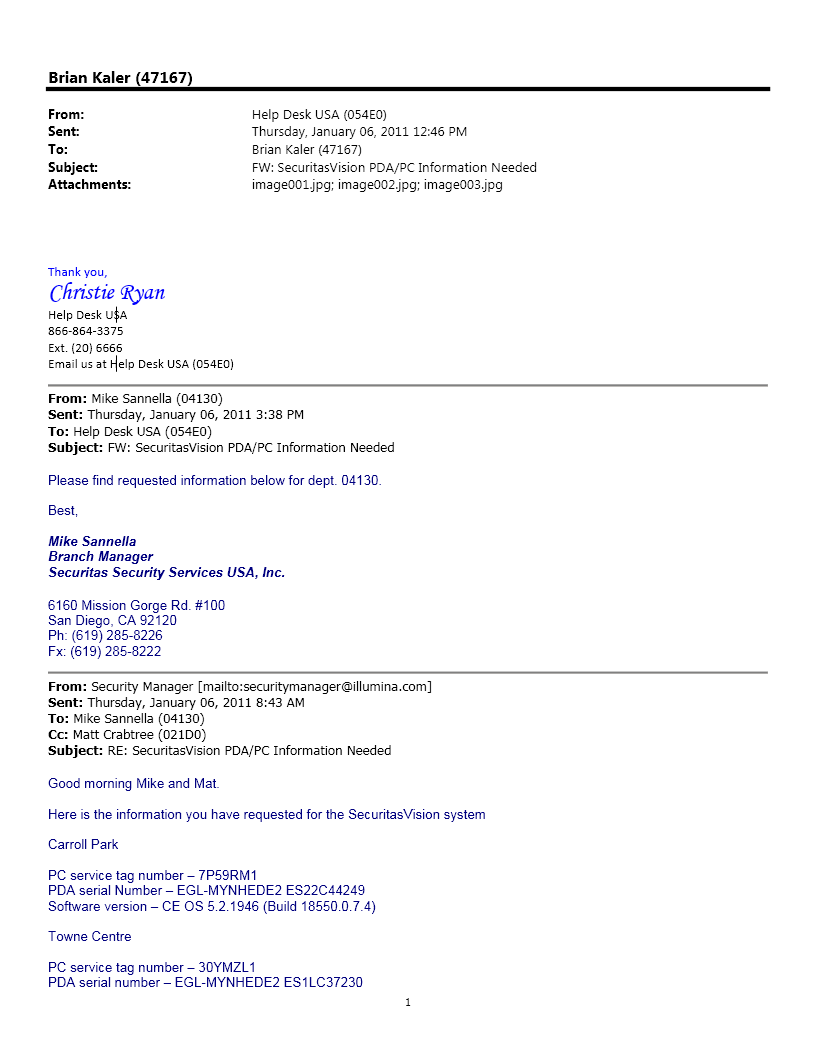 Brian Kaler (47167)
From: Help Desk USA (054E0)
Sent: Thursday, January 06, 2011 12:46 PM
To: Brian Kaler (47167)
Subject: FW: SecuritasVision PDA/PC Information Needed
Attachments: image001.jpg; image002.jpg; image003.jpg
Thank you,
Christie Ryan
Help Desk USA
866-864-3375
Ext. (20) 6666
Email us at Help Desk USA (054E0)
From: Mike Sannella (04130)
Sent: Thursday, January 06, 2011 3:38 PM
To: Help Desk USA (054E0)
Subject: FW: SecuritasVision PDA/PC Information Needed
Please find requested information below for dept. 04130.
Best,
Mike Sannella
Branch Manager
Securitas Security Services USA, Inc.
6160 Mission Gorge Rd. #100
San Diego, CA 92120
Ph: (619) 285-8226
Fx: (619) 285-8222
From: Security Manager [mailto:securitymanager@illumina.com]
Sent: Thursday, January 06, 2011 8:43 AM
To: Mike Sannella (04130)
Cc: Matt Crabtree (021D0)
Subject: RE: SecuritasVision PDA/PC Information Needed
Good morning Mike and Mat.
Here is the information you have requested for the SecuritasVision system
Carroll Park
PC service tag number – 7P59RM1
PDA serial Number – EGL-MYNHEDE2 ES22C44249
Software version – CE OS 5.2.1946 (Build 18550.0.7.4)
Towne Centre
PC service tag number – 30YMZL1
PDA serial number – EGL-MYNHEDE2 ES1LC37230
1